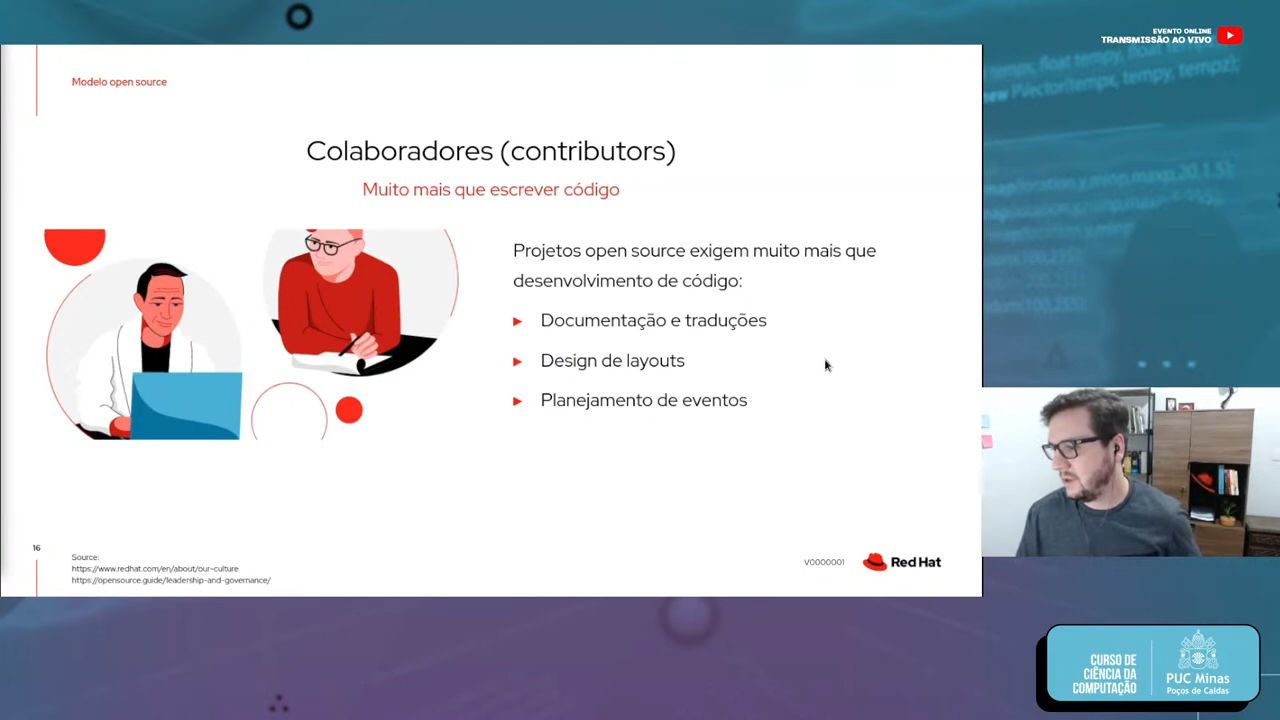 EVENTO ONLINE
TRANSMISSÃO AO VIVO
Modelo open source
Colaboradores (contributors)
Muito mais que escrever código
Projetos open source exigem muito mais que
desenvolvimento de código:
Documentação e traduções
Design de layouts
Planejamento de eventos
16
Source:
https://www.redhat.com/en/about/our-culture
https://opensource.guide/leadership-and-governance/
V0000001
Red Hat
CURSO DE
CIÊNCIA DA
COMPUTAÇÃO
PUC Minas
Poços de Caldas